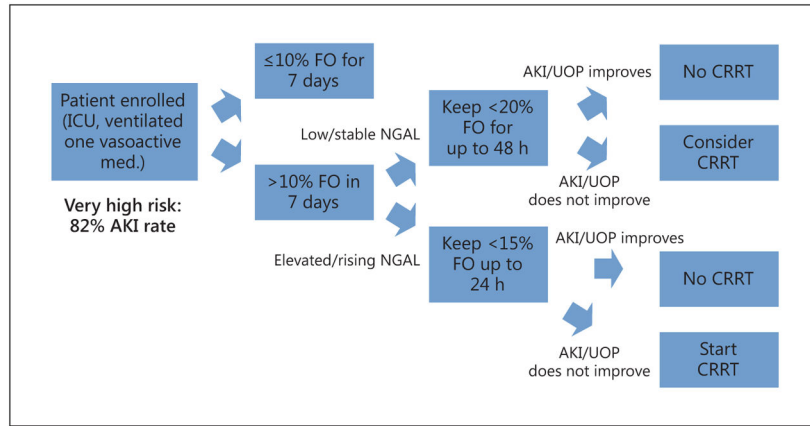 Patient enrolled
(ICU, ventilated
one vasoactive
med.)
Very high risk:
82% AKI rate
≤10% FO for
7 days
>10% FO in
7 days
Low/stable NGAL
Elevated/rising NGAL
Keep <20%
FO for
up to 48 h
Keep <15%
FO up to
24 h
AKI/UOP improves
AKI/UOP
does not improve
AKI/UOP improves
AKI/UOP
does not improve
No CRRT
Consider
CRRT
No CRRT
Start
CRRT